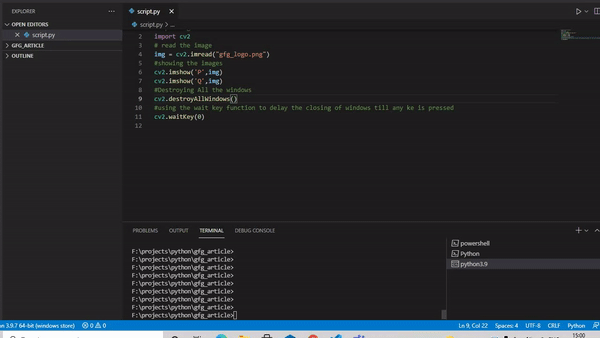 EXPLORER
OPEN EDITORS
script.py
GFG_ARTICLE
OUTLINE
script.py
script.py > ...
2 import cv2
3 # read the image
4 img = cv2.imread("gfg_logo.png")
5 #showing the images
6 cv2.imshow('P',img)
7 cv2.imshow('Q',img)
8 #Destroying All the windows
9 cv2.destroyAllWindows()
10 #using the wait key function to delay the closing of windows till any ke is pressed
11 cv2.waitKey(0)
12
PROBLEMS OUTPUT TERMINAL DEBUG CONSOLE
F:\projects\python\gfg_article>
F:\projects\python\gfg_article>
F:\projects\python\gfg_article>
F:\projects\python\gfg_article>
F:\projects\python\gfg_article>
F:\projects\python\gfg_article>
F:\projects\python\gfg_article>
F:\projects\python\gfg_article>
F:\projects\python\gfg_article>
powershell
Python
python3.9
on 3.9.7 64-bit (windows store) 0 0 Ln 9, Col 22 Spaces: 4 UTF-8 CRLF Python
15:00